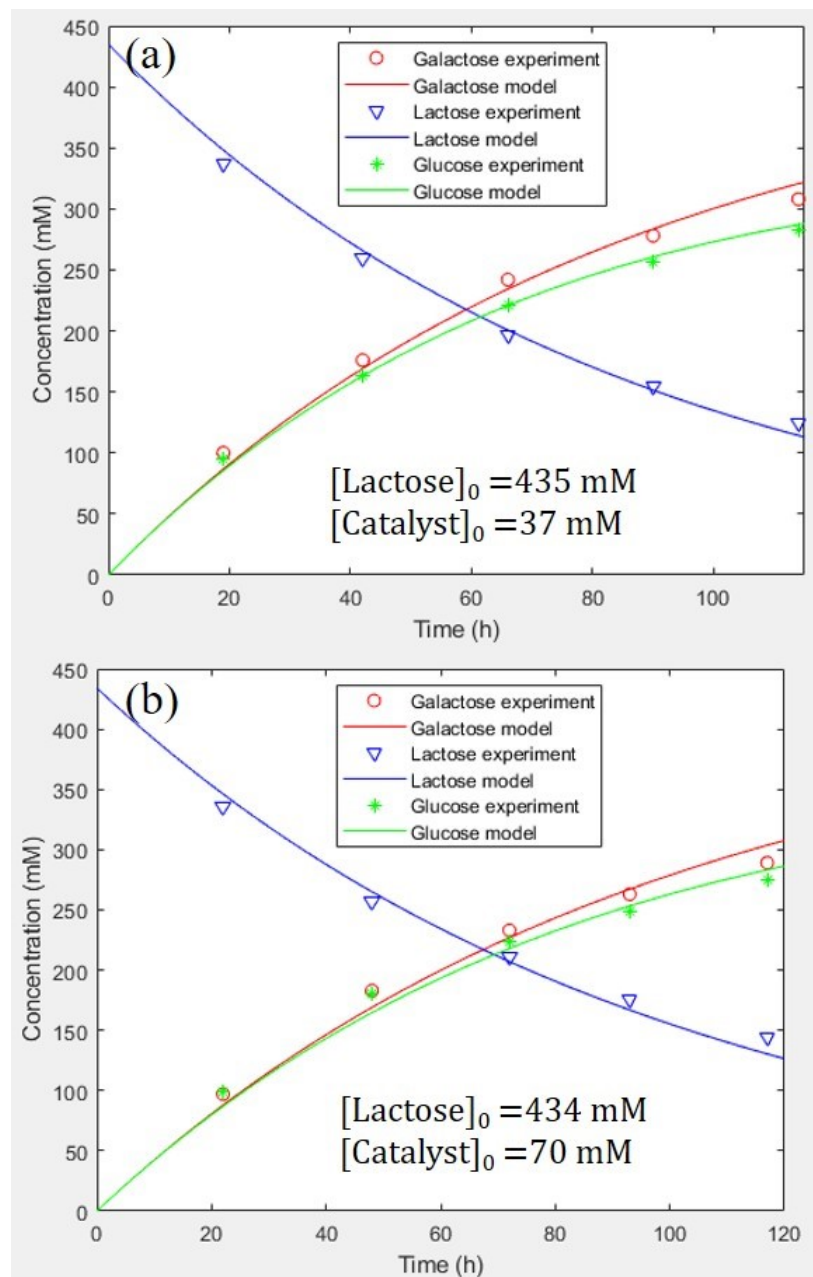 (a)
450
400
350
300
250
200
150
100
50
0
Concentration (mM)
Galactose experiment
Galactose model
Lactose experiment
Lactose model
Glucose experiment
Glucose model
[Lactose]₀ =435 mM
[Catalyst]₀ =37 mM
0 20 40 60 80 100
Time (h)
(b)
450
400
350
300
250
200
150
100
50
0
Concentration (mM)
Galactose experiment
Galactose model
Lactose experiment
Lactose model
Glucose experiment
Glucose model
[Lactose]₀ =434 mM
[Catalyst]₀ =70 mM
0 20 40 60 80 100 120
Time (h)